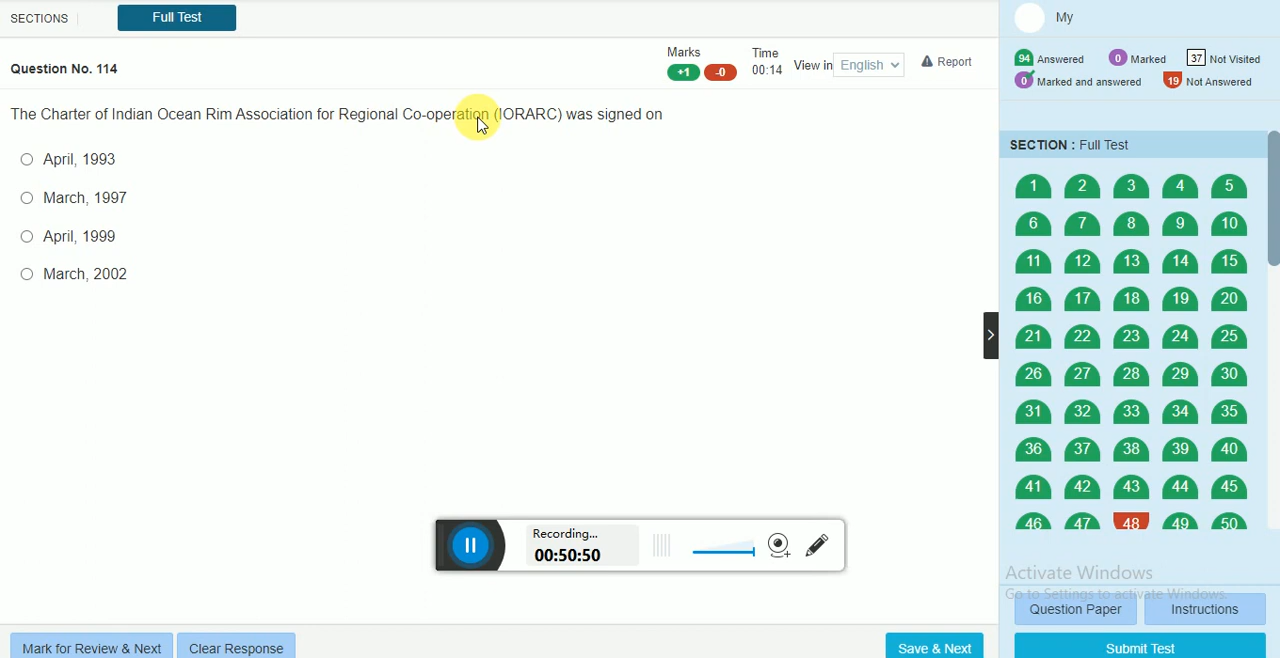 SECTIONS Full Test
My
Question No. 114
Marks
+1 -0
Time
00:14
View in English
Report
94 Answered 0 Marked 37 Not Visited
0 Marked and answered 19 Not Answered
The Charter of Indian Ocean Rim Association for Regional Co-operation (IORARC) was signed on
April, 1993
March, 1997
April, 1999
March, 2002
SECTION : Full Test
1 2 3 4 5
6 7 8 9 10
11 12 13 14 15
16 17 18 19 20
21 22 23 24 25
26 27 28 29 30
31 32 33 34 35
36 37 38 39 40
41 42 43 44 45
46 47 48 49 50
Recording...
00:50:50
Activate Windows
Go to Settings to activate Windows.
Question Paper Instructions
Mark for Review & Next Clear Response Save & Next Submit Test